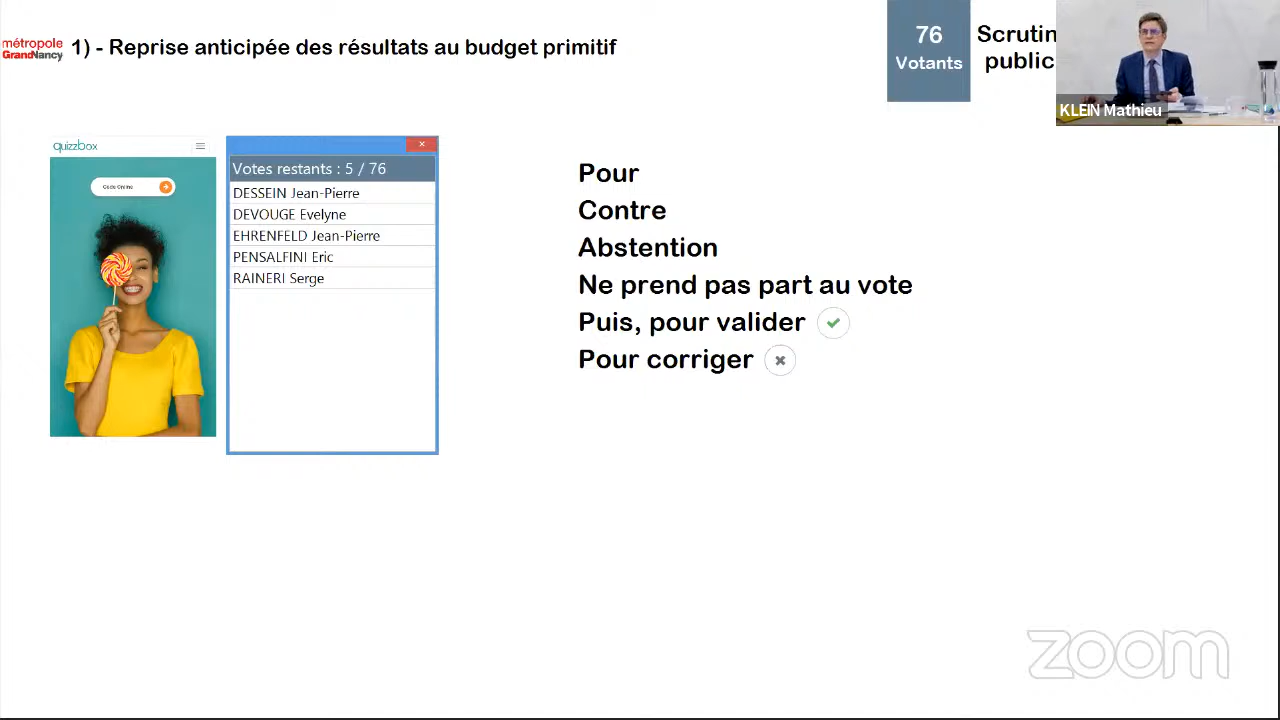 métropole
GrandNancy
1) - Reprise anticipée des résultats au budget primitif
76
Votants
Scrutin
public
KLEIN Mathieu
quizzbox
Code Online
Votes restants : 5 / 76
DESSEIN Jean-Pierre
DEVOUGE Evelyne
EHRENFELD Jean-Pierre
PENSALFINI Eric
RAINERI Serge
Pour
Contre
Abstention
Ne prend pas part au vote
Puis, pour valider
Pour corriger
zoom